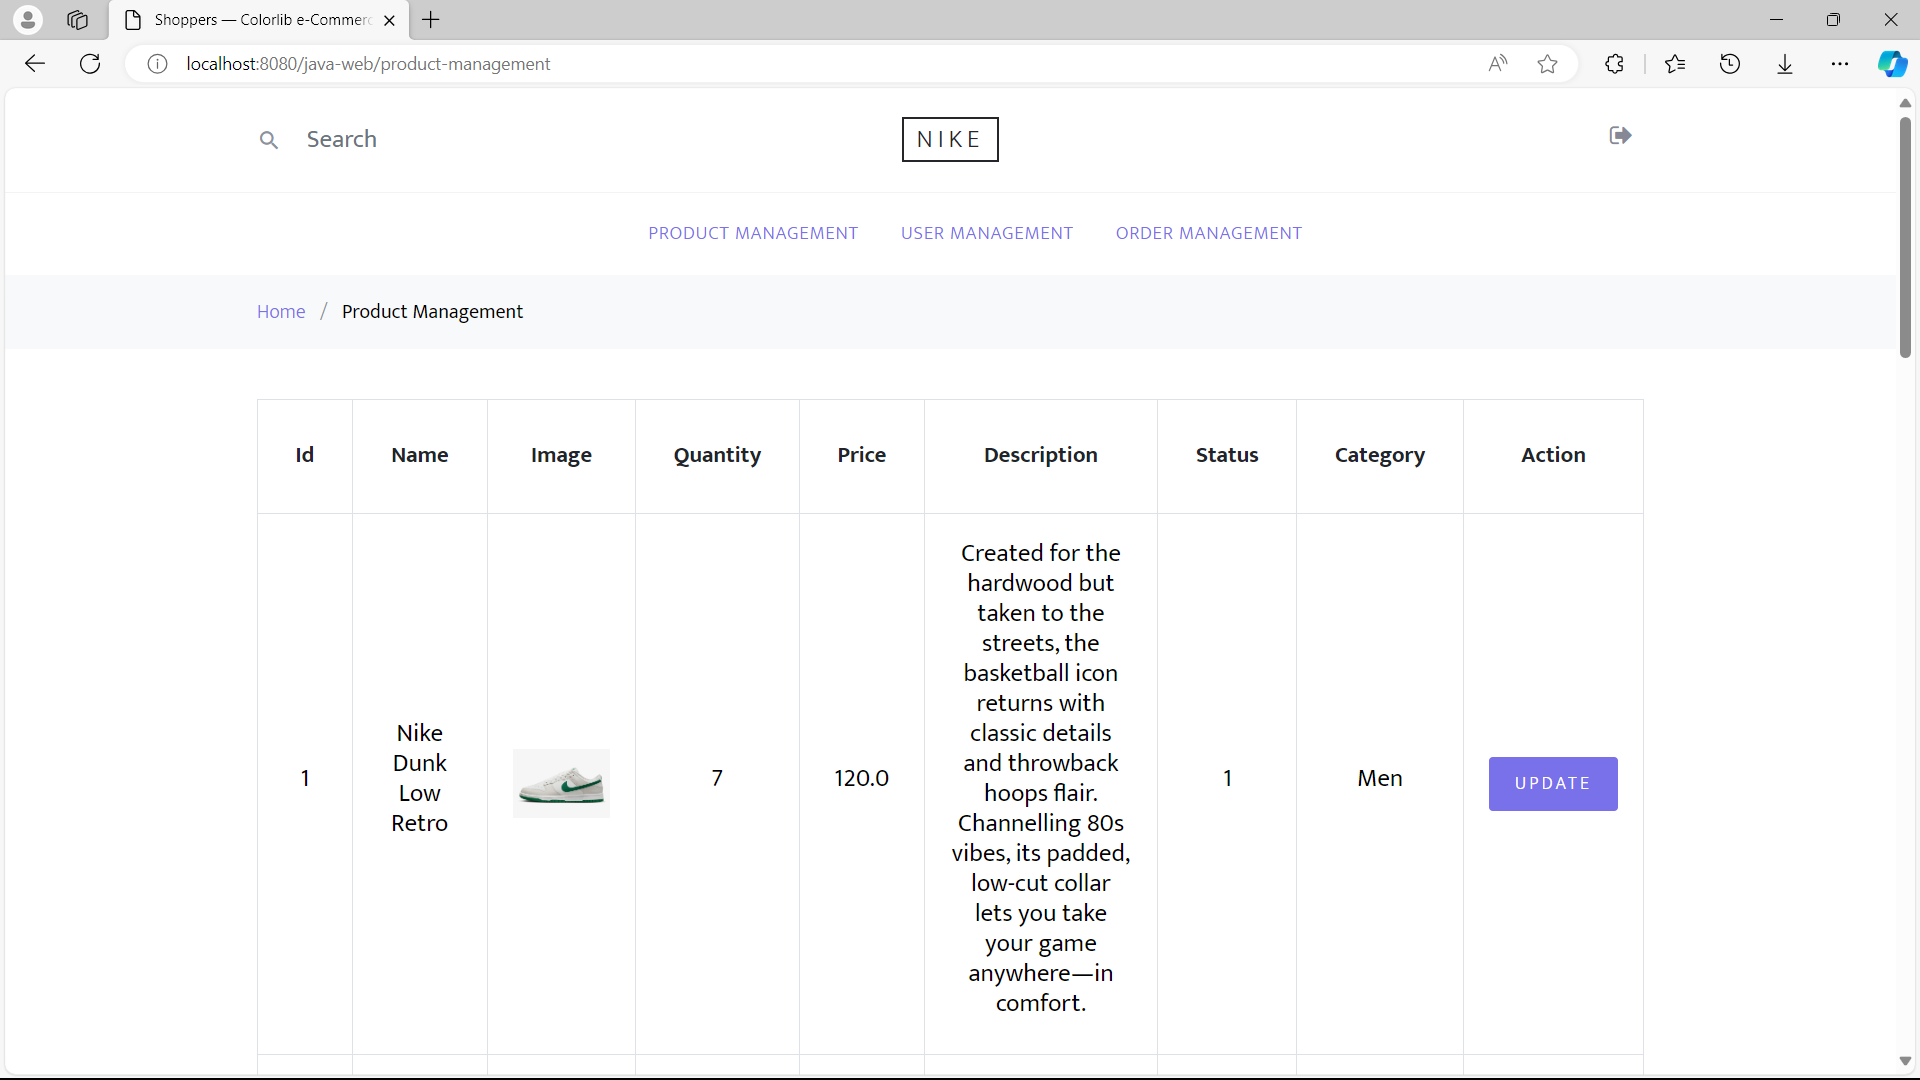 Shoppers — Colorlib e-Commerc
localhost:8080/java-web/product-management
Search
NIKE
PRODUCT MANAGEMENT USER MANAGEMENT ORDER MANAGEMENT
Home / Product Management
Id Name Image Quantity Price Description Status Category Action
1
Nike
Dunk
Low
Retro
7
120.0
Created for the
hardwood but
taken to the
streets, the
basketball icon
returns with
classic details
and throwback
hoops flair.
Channelling 80s
vibes, its padded,
low-cut collar
lets you take
your game
anywhere—in
comfort.
1
Men
UPDATE